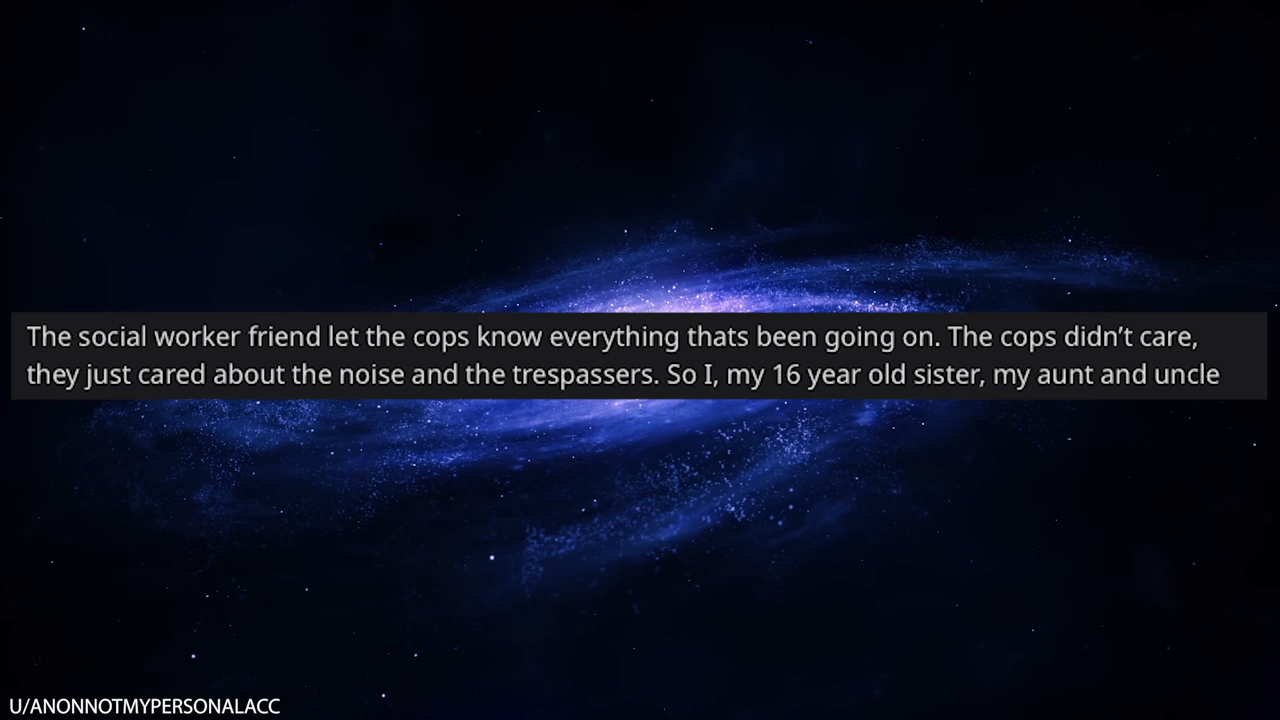 The social worker friend let the cops know everything thats been going on. The cops didn’t care,
they just cared about the noise and the trespassers. So I, my 16 year old sister, my aunt and uncle
U/ANONNOTMYPERSONALACC